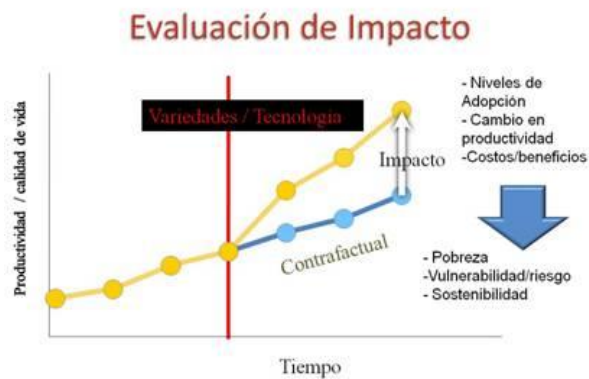 Evaluación de Impacto
Productividad / calidad de vida
Variedades / Tecnología
Impacto
Contrafactual
Tiempo
- Niveles de
Adopción
- Cambio en
productividad
-Costos/beneficios
- Pobreza
-Vulnerabilidad/riesgo
- Sostenibilidad